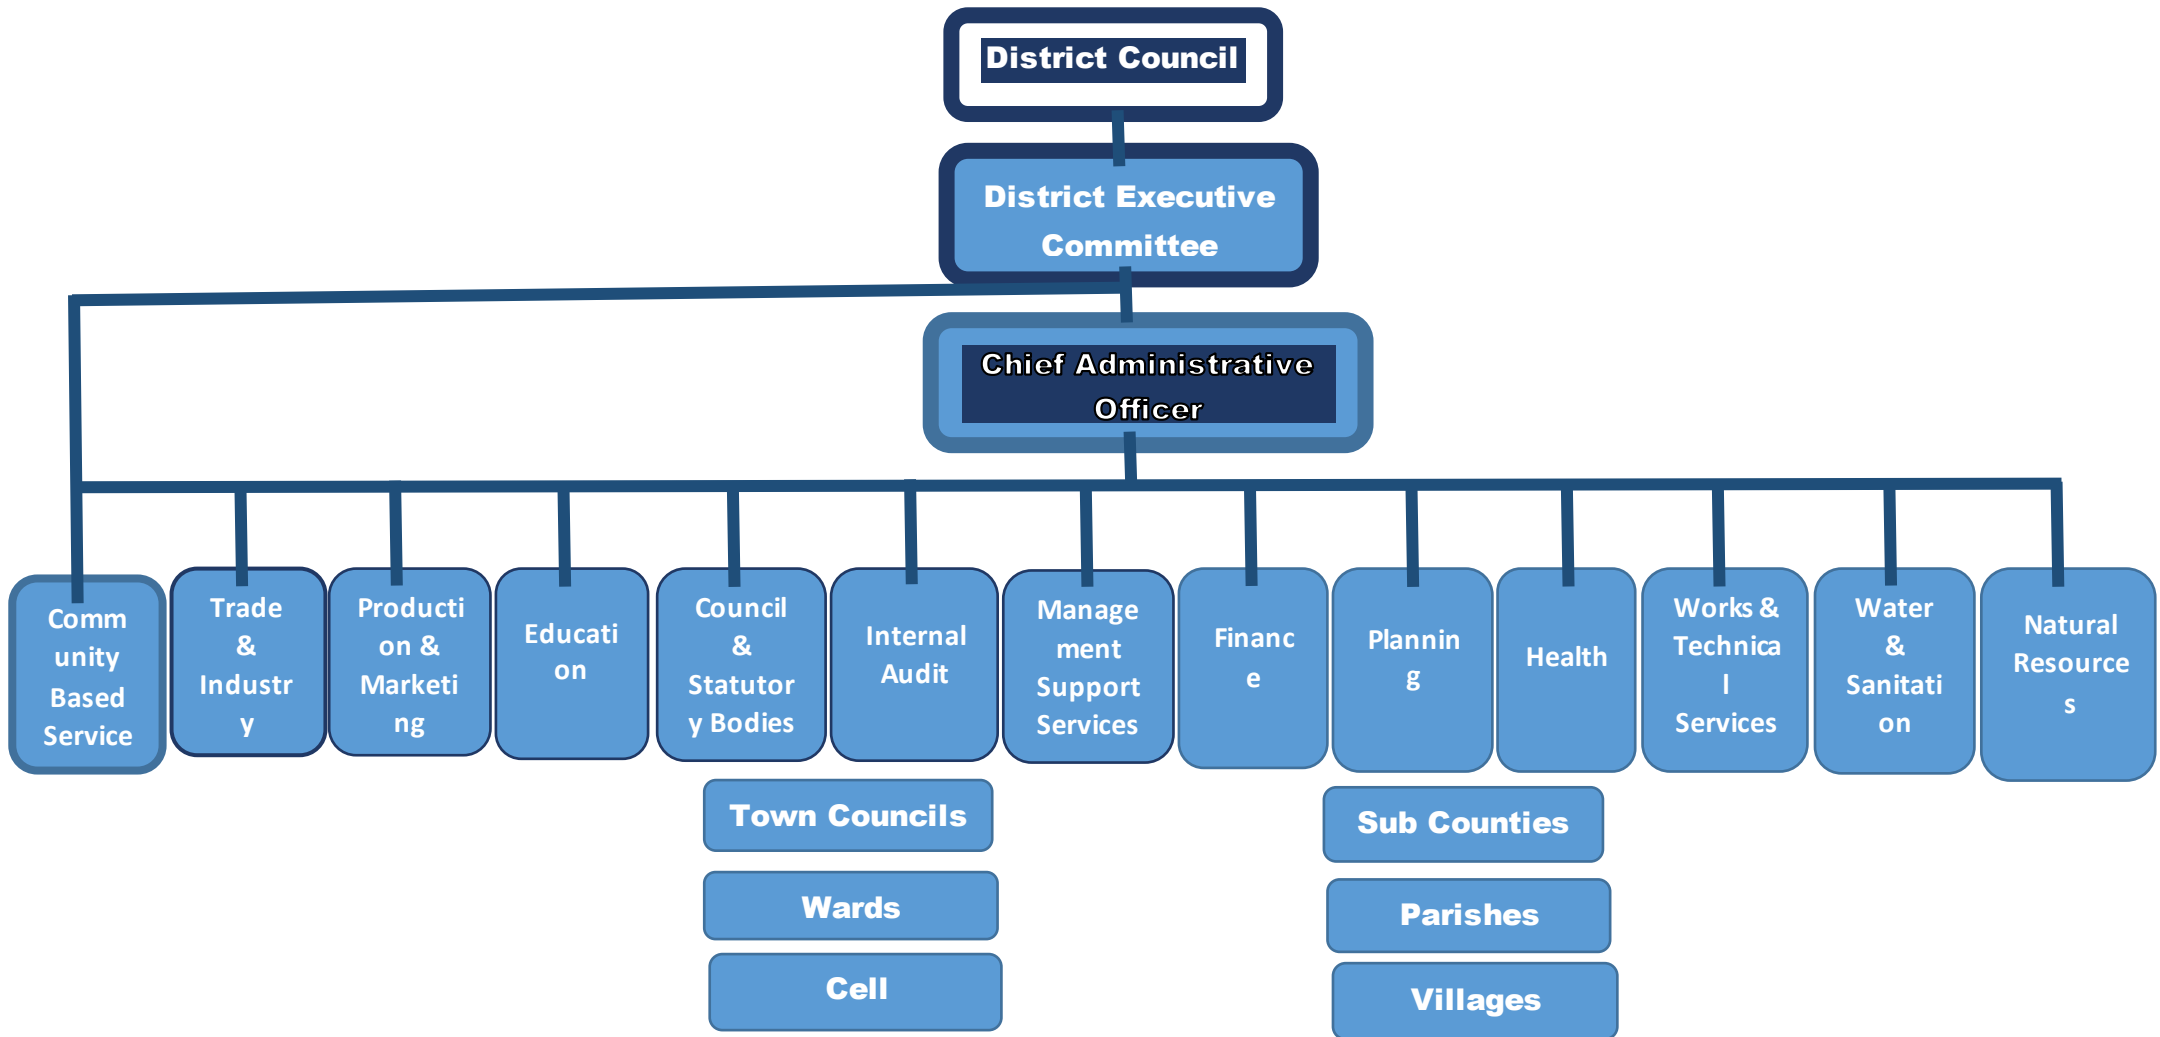 District Council
District Executive
Committee
Chief Administrative
Officer
Comm
unity
Based
Service
Trade
&
Industr
y
Producti
on &
Marketi
ng
Educati
on
Council
&
Statutor
y Bodies
Internal
Audit
Manage
ment
Support
Services
Financ
e
Plannin
g
Health
Works &
Technica
l
Services
Water
&
Sanitati
on
Natural
Resource
s
Town Councils
Wards
Cell
Sub Counties
Parishes
Villages